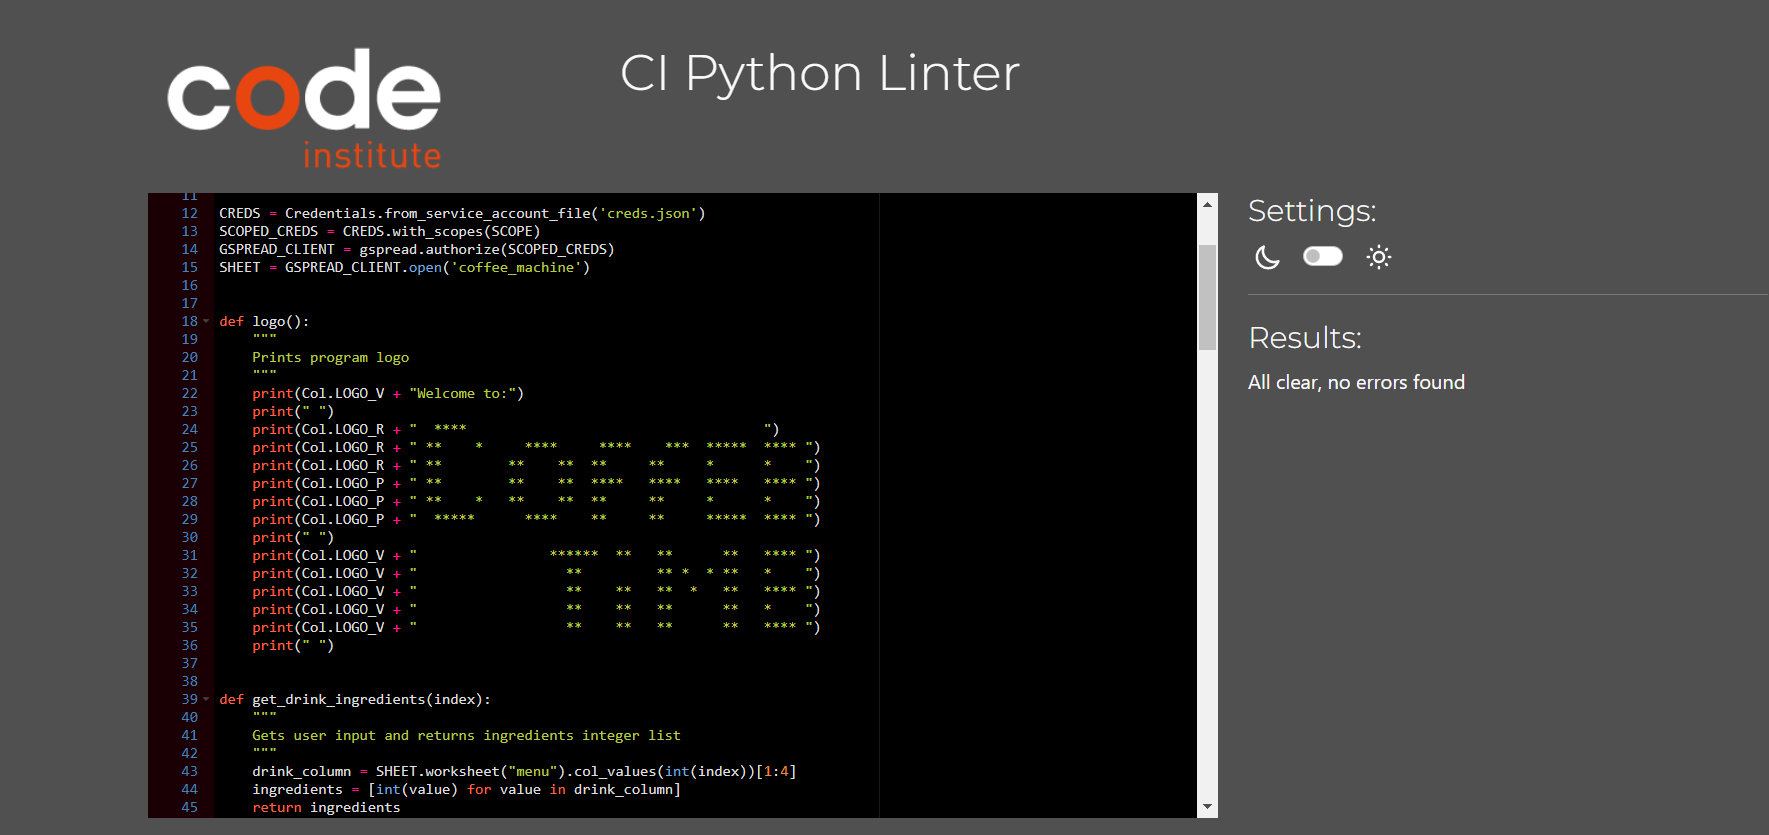 code
institute
CI Python Linter
11
12 CREDS = Credentials.from_service_account_file('creds.json')
13 SCOPED_CREDS = CREDS.with_scopes(SCOPE)
14 GSPREAD_CLIENT = gspread.authorize(SCOPED_CREDS)
15 SHEET = GSPREAD_CLIENT.open('coffee_machine')
16
17
18 def logo():
19     """
20     Prints program logo
21     """
22     print(Col.LOGO_V + "Welcome to:")
23     print(" ")
24     print(Col.LOGO_R + "  ****                                    ")
25     print(Col.LOGO_R + " **    *     ****     ****    ***  *****  **** ")
26     print(Col.LOGO_R + " **        **    **  **     **     *      *    ")
27     print(Col.LOGO_P + " **        **    **  ****   ****   ****   **** ")
28     print(Col.LOGO_P + " **    *   **    **  **     **     *      *    ")
29     print(Col.LOGO_P + "  *****      ****    **     **     *****  **** ")
30     print(" ")
31     print(Col.LOGO_V + "                ******  **   **      **   **** ")
32     print(Col.LOGO_V + "                  **         ** *  * **   *    ")
33     print(Col.LOGO_V + "                  **    **   **  *   **   **** ")
34     print(Col.LOGO_V + "                  **    **   **      **   *    ")
35     print(Col.LOGO_V + "                  **    **   **      **   **** ")
36     print(" ")
37
38
39 def get_drink_ingredients(index):
40     """
41     Gets user input and returns ingredients integer list
42     """
43     drink_column = SHEET.worksheet("menu").col_values(int(index))[1:4]
44     ingredients = [int(value) for value in drink_column]
45     return ingredients
Settings:
Results:
All clear, no errors found